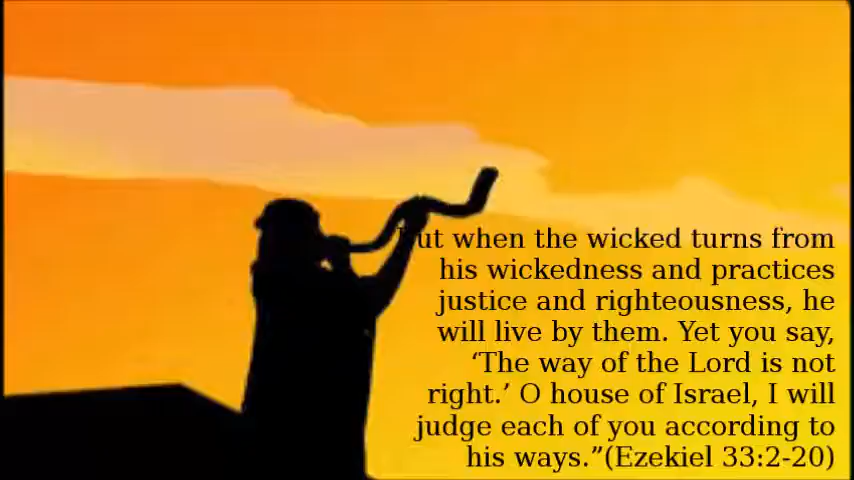 But when the wicked turns from
his wickedness and practices
justice and righteousness, he
will live by them. Yet you say,
‘The way of the Lord is not
right.’ O house of Israel, I will
judge each of you according to
his ways.”(Ezekiel 33:2-20)